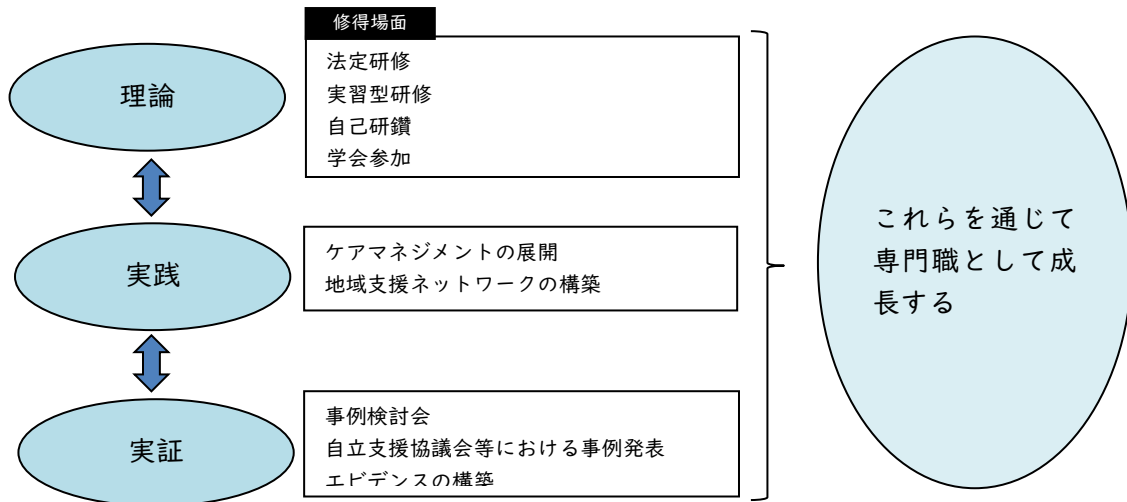 修得場面
理論
法定研修
実習型研修
自己研鑽
学会参加
実践
ケアマネジメントの展開
地域支援ネットワークの構築
実証
事例検討会
自立支援協議会等における事例発表
エビデンスの構築
これらを通じて
専門職として成
長する